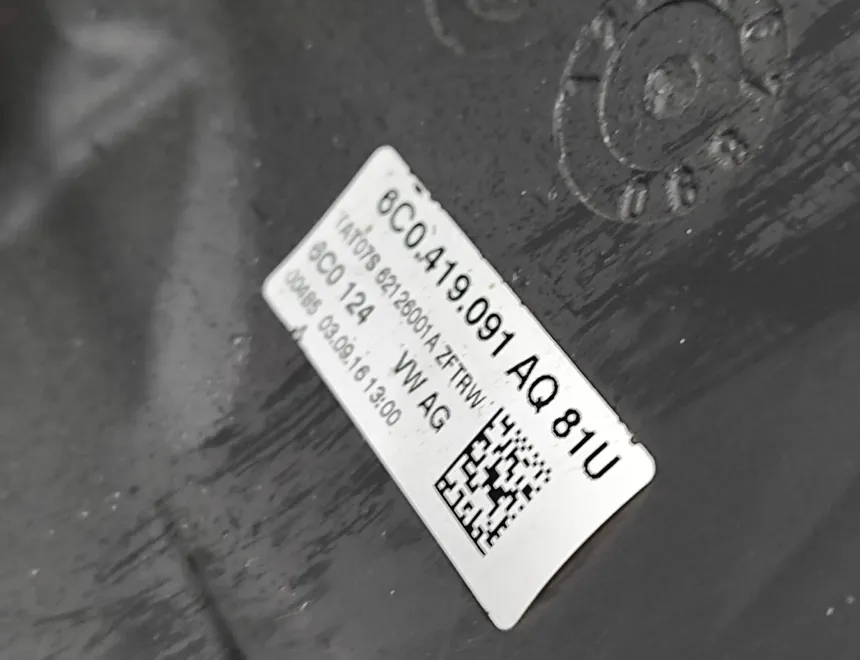 6C0.419.091 AQ 81U
TAT07S 62126001A ZFTRW
6C0 124 VW AG
00485 03.09.16 13:00